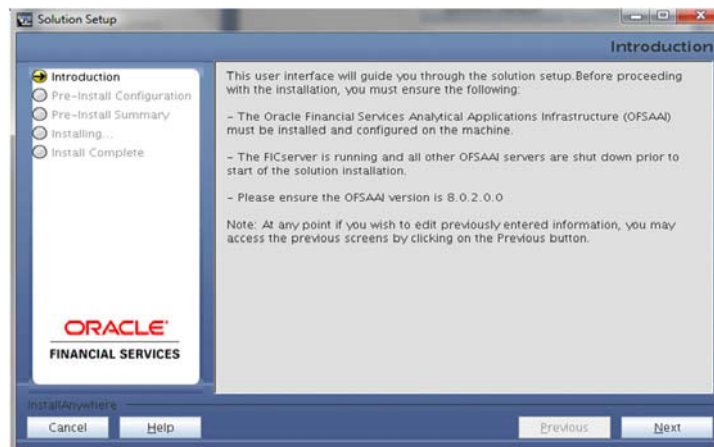 Solution Setup
Introduction
Introduction
Pre-Install Configuration
Pre-Install Summary
Installing...
Install Complete
ORACLE
FINANCIAL SERVICES
This user interface will guide you through the solution setup.Before proceeding
with the installation, you must ensure the following:
– The Oracle Financial Services Analytical Applications Infrastructure (OFSAAI)
must be installed and configured on the machine.
– The FICserver is running and all other OFSAAI servers are shut down prior to
start of the solution installation.
– Please ensure the OFSAAI version is 8.0.2.0.0
Note: At any point if you wish to edit previously entered information, you may
access the previous screens by clicking on the Previous button.
InstallAnywhere
Cancel
Help
Previous
Next